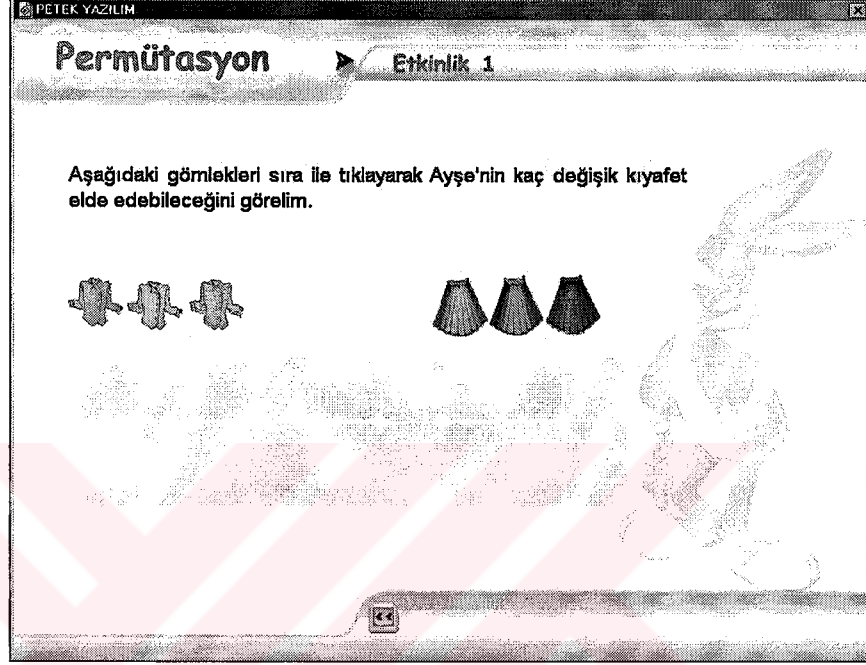 PETEK YAZILIM
Permütasyon
Etkinlik 1
Aşağıdaki gömlekleri sıra ile tıklayarak Ayşe'nin kaç değişik kıyafet
elde edebileceğini görelim.